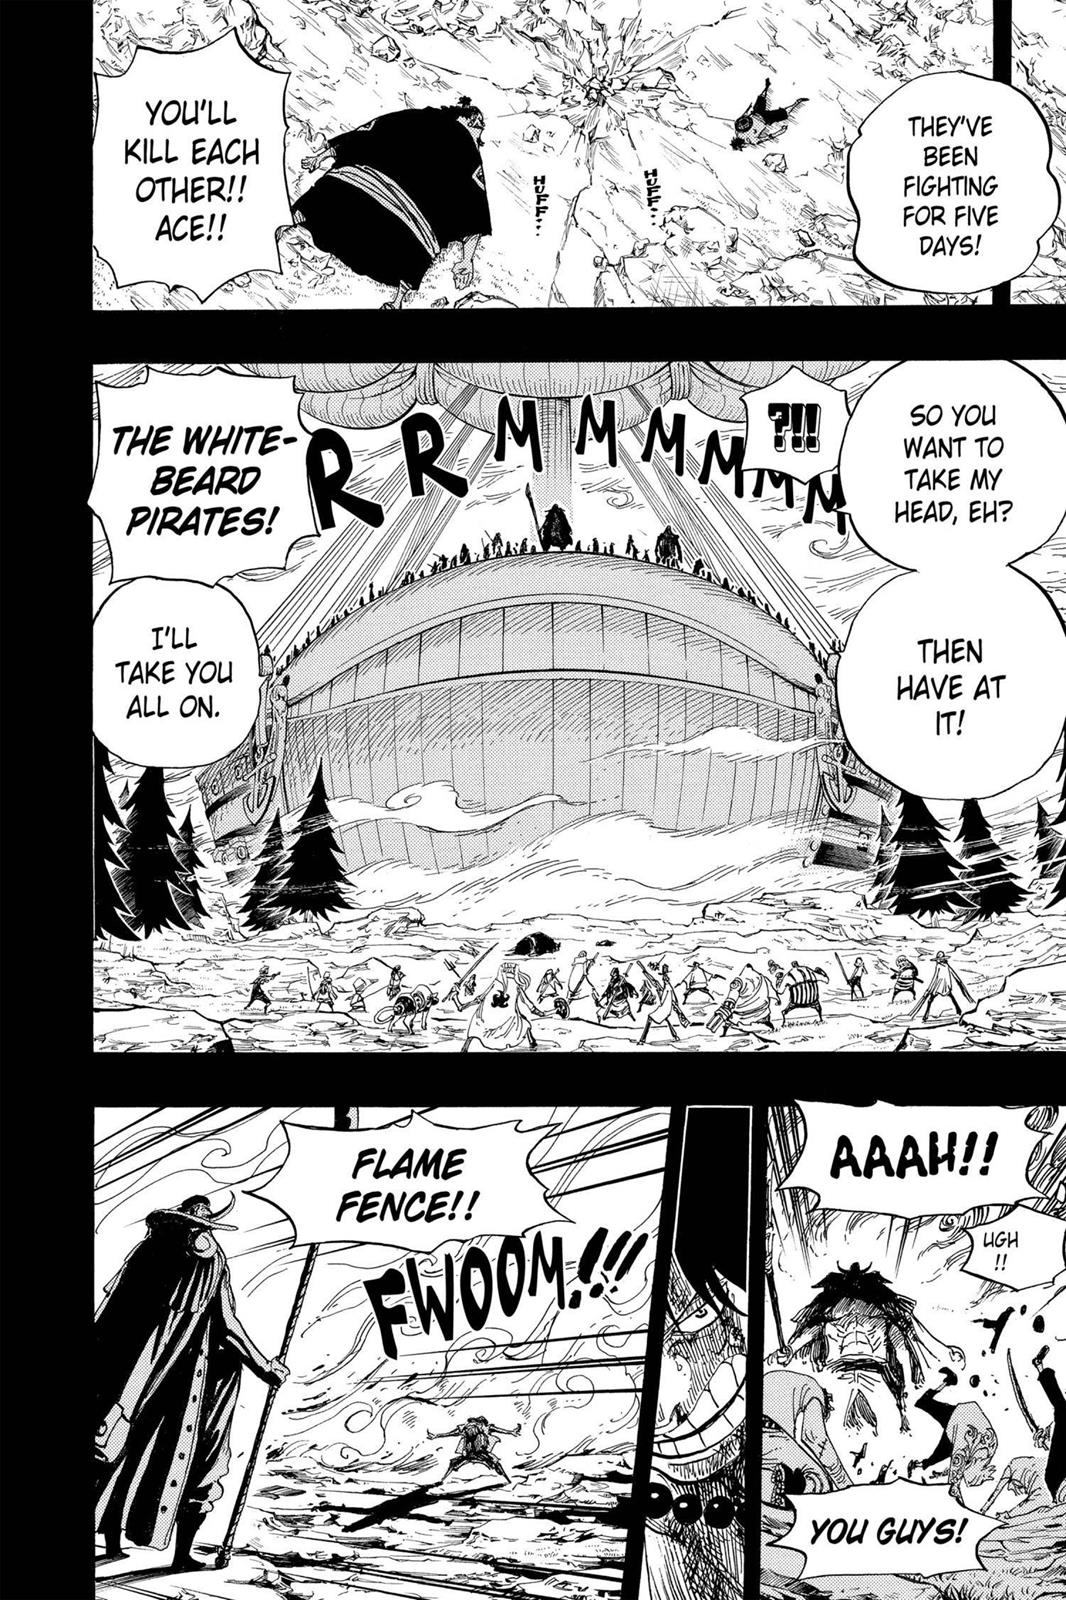 THEY'VE
BEEN
FIGHTING
FOR FIVE
DAYS!
HUFF...
HUFF...
YOU'LL
KILL EACH
OTHER!!
ACE!!
SO YOU
WANT TO
TAKE MY
HEAD, EH?
?!!
THEN
HAVE AT
IT!
RRMMMMMMM
THE WHITE-
BEARD
PIRATES!
I'LL
TAKE YOU
ALL ON.
AAAH!!
UGH
!!
YOU GUYS!
FLAME
FENCE!!
FWOOM!!!